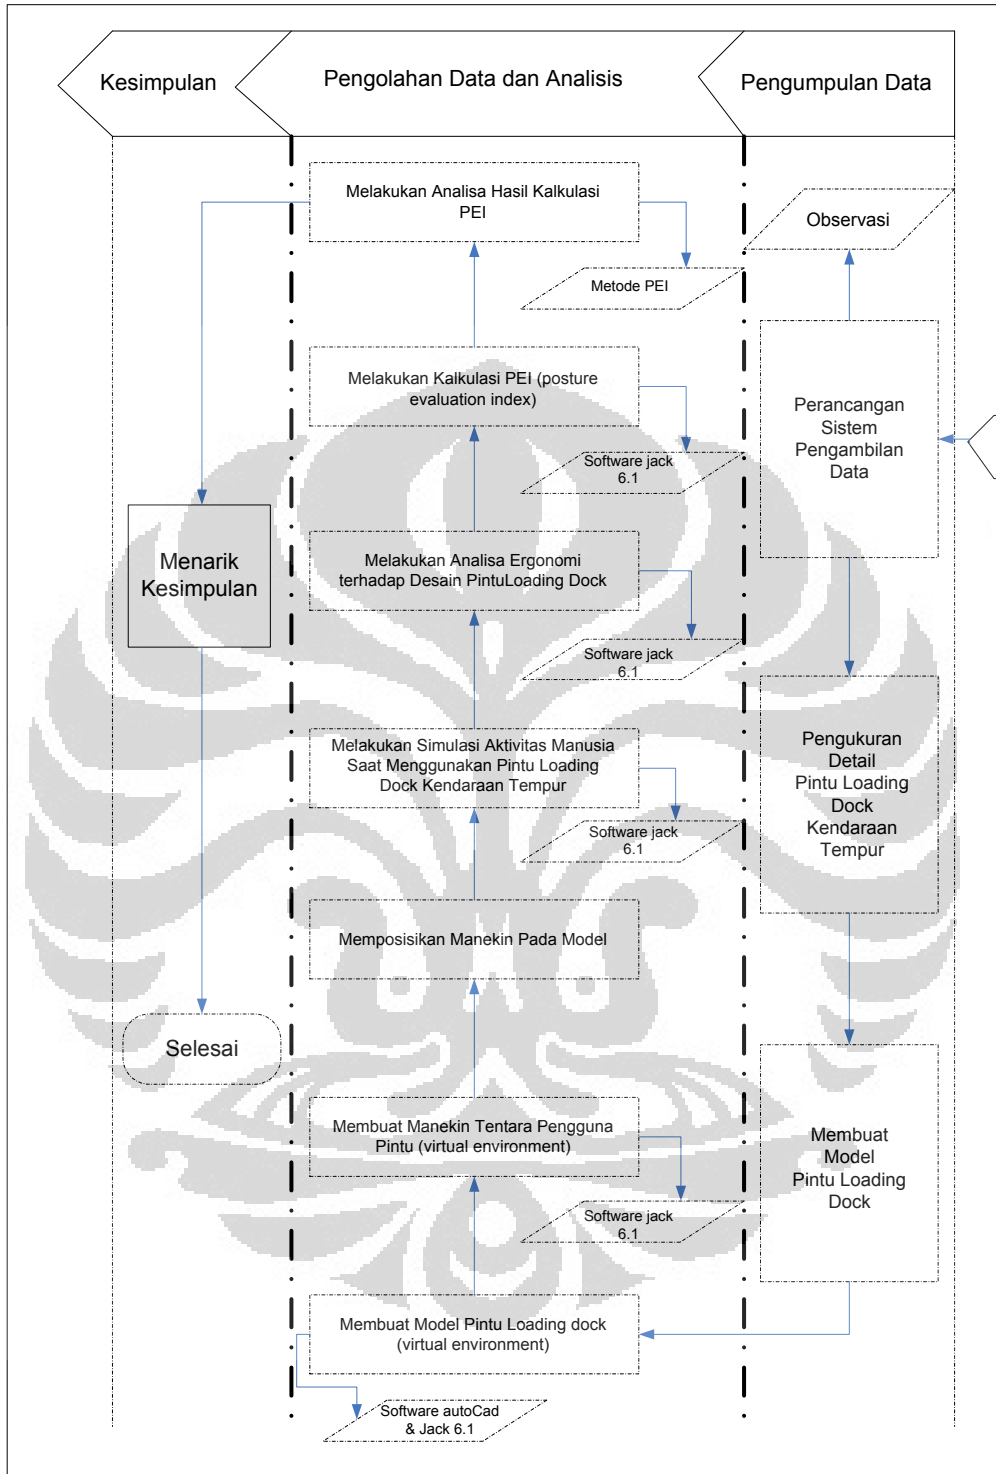 Kesimpulan
Pengolahan Data dan Analisis
Pengumpulan Data
Melakukan Analisa Hasil Kalkulasi
PEI
Observasi
Metode PEI
Melakukan Kalkulasi PEI (posture
evaluation index)
Perancangan
Sistem
Pengambilan
Data
Software jack
6.1
Menarik
Kesimpulan
Melakukan Analisa Ergonomi
terhadap Desain PintuLoading Dock
Software jack
6.1
Melakukan Simulasi Aktivitas Manusia
Saat Menggunakan Pintu Loading
Dock Kendaraan Tempur
Pengukuran
Detail
Pintu Loading
Dock
Kendaraan
Tempur
Software jack
6.1
Memposisikan Manekin Pada Model
Selesai
Membuat Manekin Tentara Pengguna
Pintu (virtual environment)
Membuat
Model
Pintu Loading
Dock
Software jack
6.1
Membuat Model Pintu Loading dock
(virtual environment)
Software autoCad
& Jack 6.1